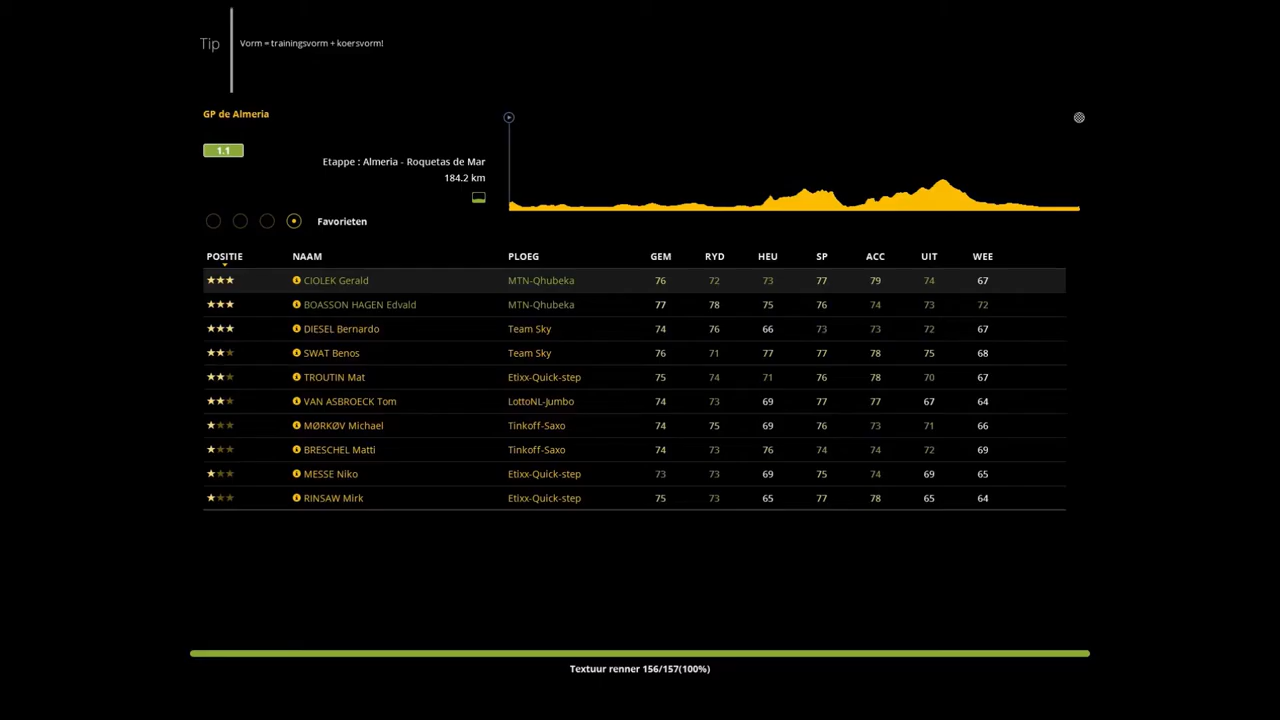 Tip
Vorm = trainingsvorm + koersvorm!
GP de Almeria
1.1
Etappe : Almeria - Roquetas de Mar
184.2 km
Favorieten
POSITIE NAAM PLOEG GEM RYD HEU SP ACC UIT WEE
CIOLEK Gerald MTN-Qhubeka 76 72 73 77 79 74 67
BOASSON HAGEN Edvald MTN-Qhubeka 77 78 75 76 74 73 72
DIESEL Bernardo Team Sky 74 76 66 73 73 72 67
SWAT Benos Team Sky 76 71 77 77 78 75 68
TROUTIN Mat Etixx-Quick-step 75 74 71 76 78 70 67
VAN ASBROECK Tom LottoNL-Jumbo 74 73 69 77 77 67 64
MØRKØV Michael Tinkoff-Saxo 74 75 69 76 73 71 66
BRESCHEL Matti Tinkoff-Saxo 74 73 76 74 74 72 69
MESSE Niko Etixx-Quick-step 73 73 69 75 74 69 65
RINSAW Mirk Etixx-Quick-step 75 73 65 77 78 65 64
Textuur renner 156/157(100%)